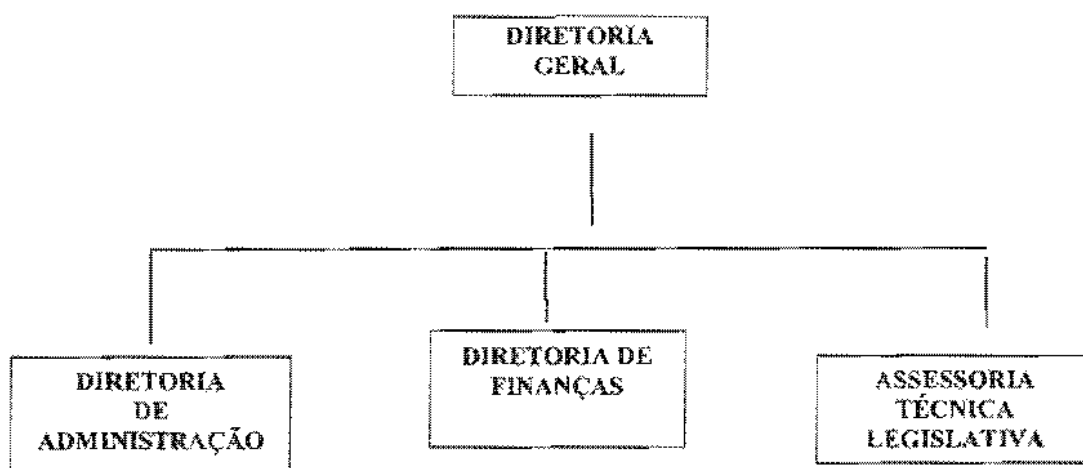 DIRETORIA
GERAL
DIRETORIA
DE
ADMINISTRAÇÃO
DIRETORIA DE
FINANÇAS
ASSESSORIA
TÉCNICA
LEGISLATIVA